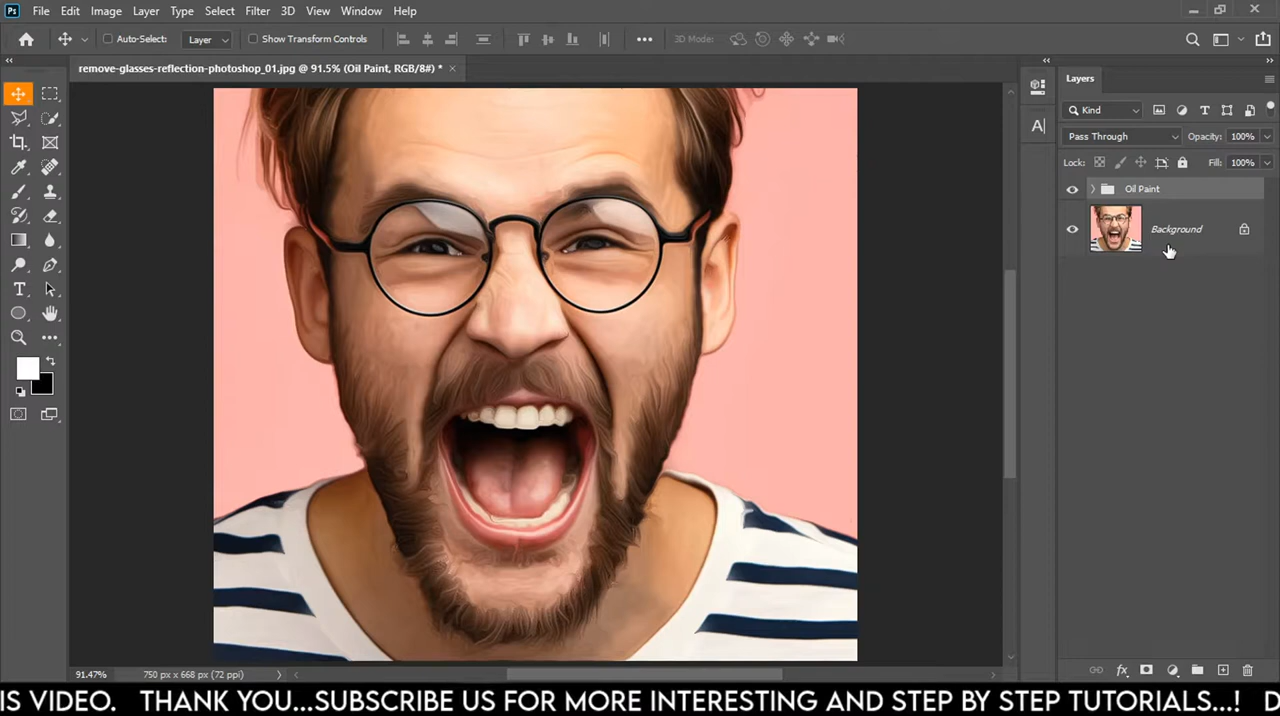 Ps File Edit Image Layer Type Select Filter 3D View Window Help
Auto-Select: Layer Show Transform Controls 3D Mode:
remove-glasses-reflection-photoshop_01.jpg @ 91.5% (Oil Paint, RGB/8#) *
Layers
Kind
Pass Through Opacity: 100%
Lock: Fill: 100%
Oil Paint
Background
91.47% 750 px x 668 px (72 ppi)
IS VIDEO. THANK YOU...SUBSCRIBE US FOR MORE INTERESTING AND STEP BY STEP TUTORIALS...! D